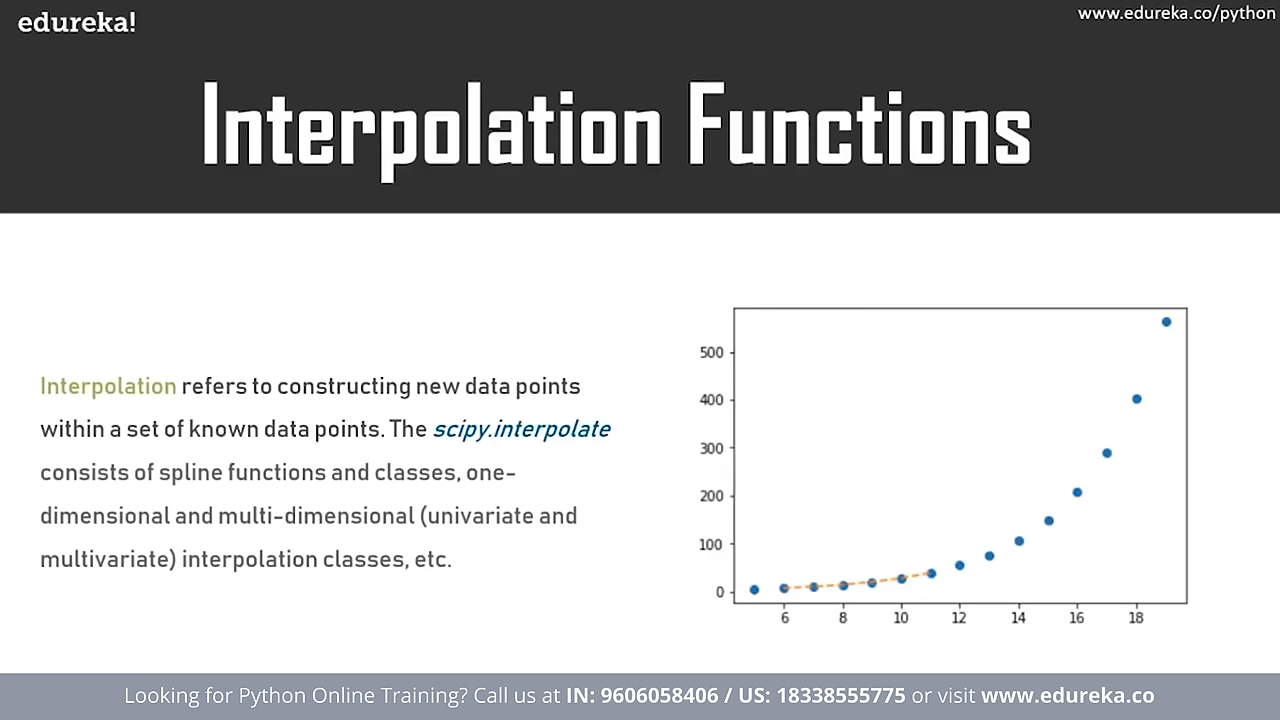 edureka!
www.edureka.co/python
Interpolation Functions
Interpolation refers to constructing new data points
within a set of known data points. The scipy.interpolate
consists of spline functions and classes, one-
dimensional and multi-dimensional (univariate and
multivariate) interpolation classes, etc.
500
400
300
200
100
0
6 8 10 12 14 16 18
Looking for Python Online Training? Call us at IN: 9606058406 / US: 18338555775 or visit www.edureka.co